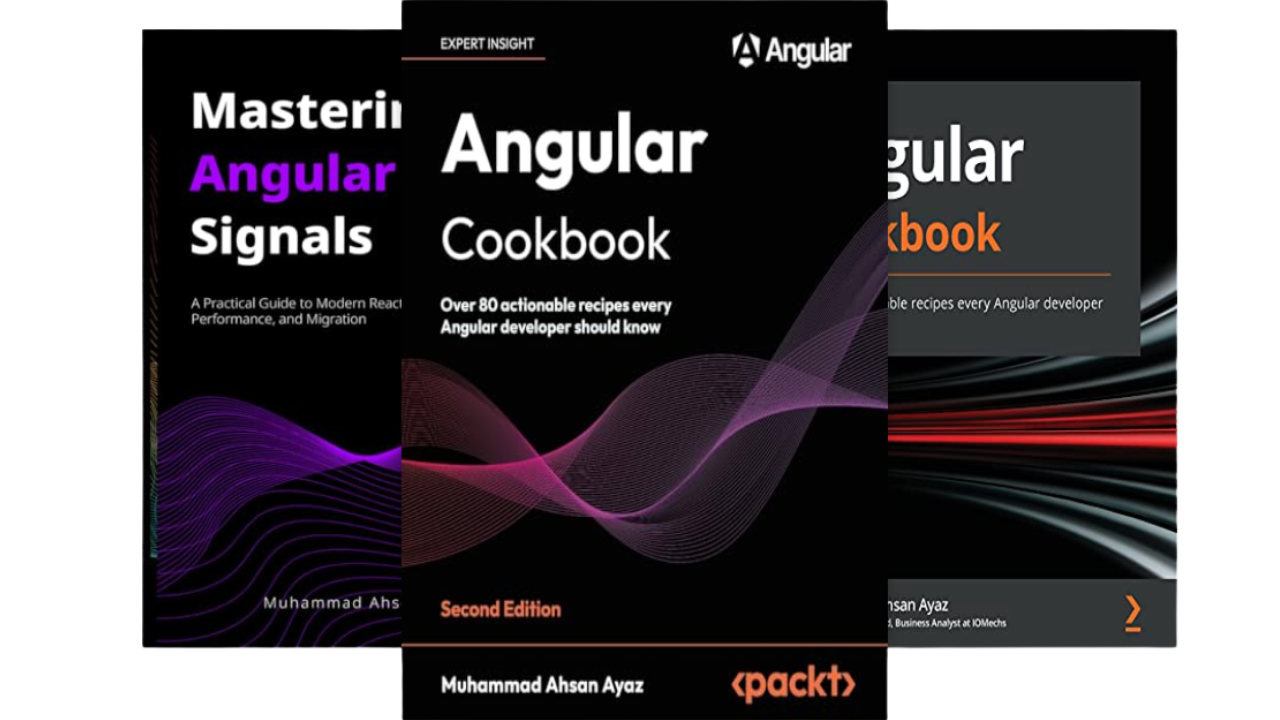 Masterin
Angular
Signals
A Practical Guide to Modern React
Performance, and Migration
Muhammad Ahs
EXPERT INSIGHT
Angular
Angular
Cookbook
Over 80 actionable recipes every
Angular developer should know
Second Edition
Muhammad Ahsan Ayaz
<packt>
gular
kbook
ble recipes every Angular developer
hsan Ayaz
d, Business Analyst at IOMechs